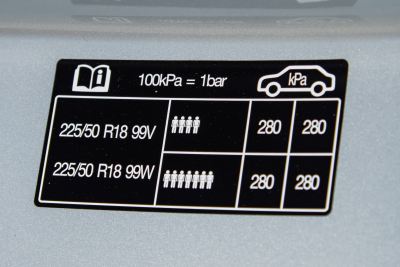 i 100kPa = 1bar kPa
225/50 R18 99V 280 280
225/50 R18 99W 280 280